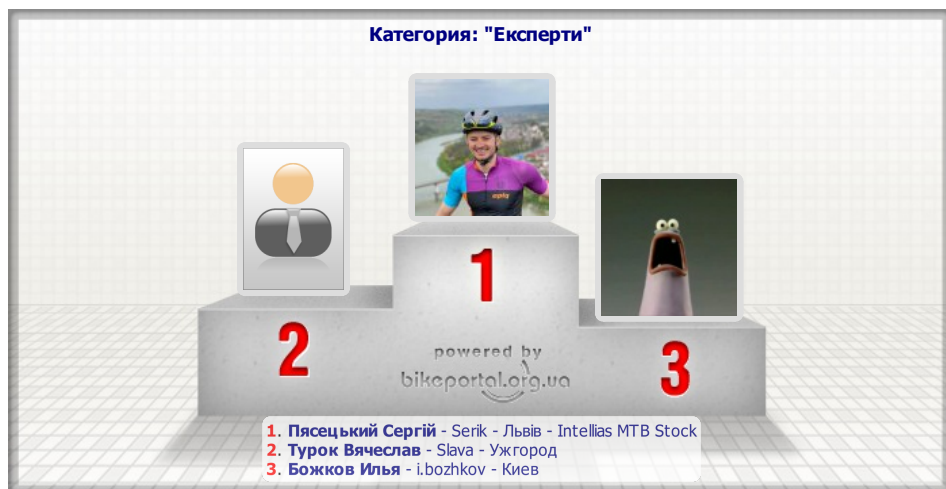 Категория: "Експерти"
1
2
3
powered by
bikeportal.org.ua
1. Пясецький Сергій - Serik - Львів - Intellias MTB Stock
2. Турок Вячеслав - Slava - Ужгород
3. Божков Илья - i.bozhkov - Киев